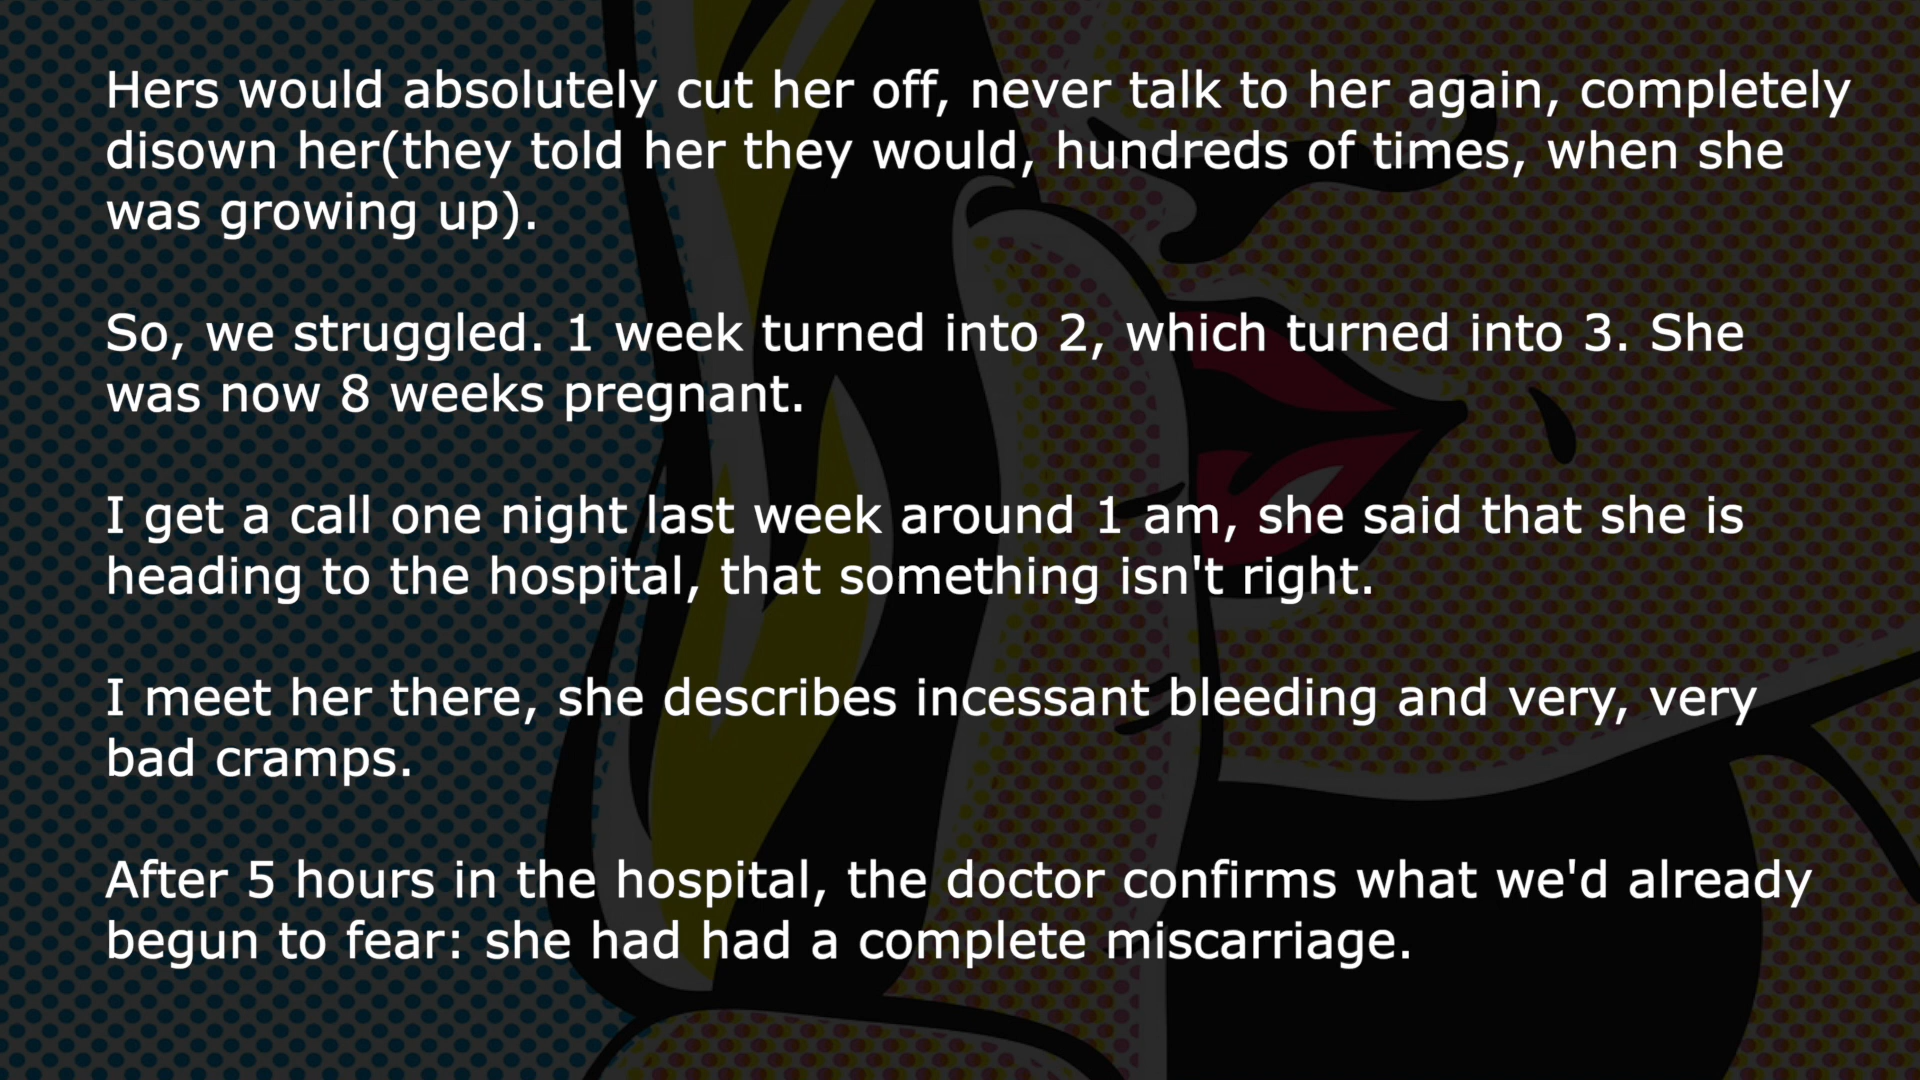 Hers would absolutely cut her off, never talk to her again, completely
disown her(they told her they would, hundreds of times, when she
was growing up).
So, we struggled. 1 week turned into 2, which turned into 3. She
was now 8 weeks pregnant.
I get a call one night last week around 1 am, she said that she is
heading to the hospital, that something isn't right.
I meet her there, she describes incessant bleeding and very, very
bad cramps.
After 5 hours in the hospital, the doctor confirms what we'd already
begun to fear: she had had a complete miscarriage.